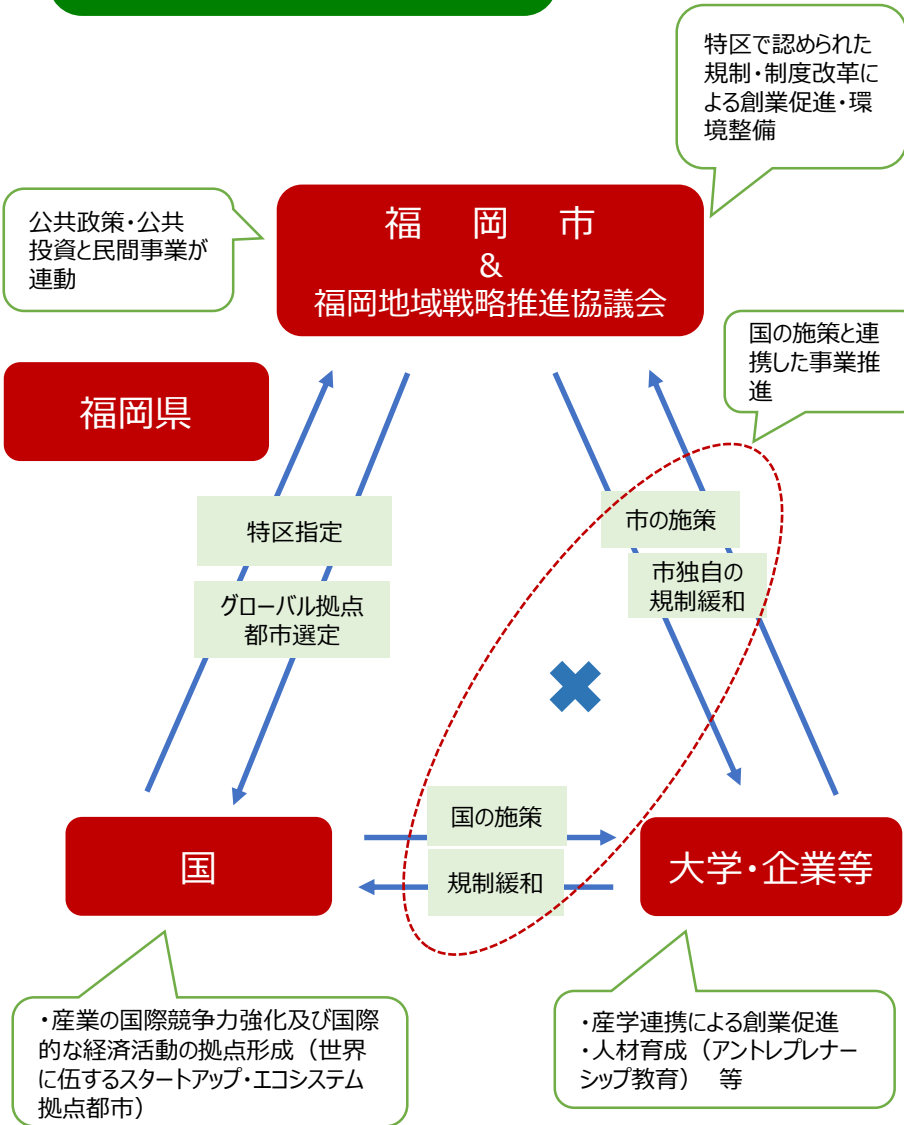 特区で認められた
規制・制度改革に
よる創業促進・環
境整備
公共政策・公共
投資と民間事業が
連動
福岡市
&
福岡地域戦略推進協議会
国の施策と連
携した事業推
進
福岡県
特区指定
グローバル拠点
都市選定
市の施策
市独自の
規制緩和
国の施策
規制緩和
国
大学・企業等
・産業の国際競争力強化及び国際
的な経済活動の拠点形成（世界
に伍するスタートアップ・エコシステム
拠点都市）
・産学連携による創業促進
・人材育成（アントレプレナー
シップ教育）　等